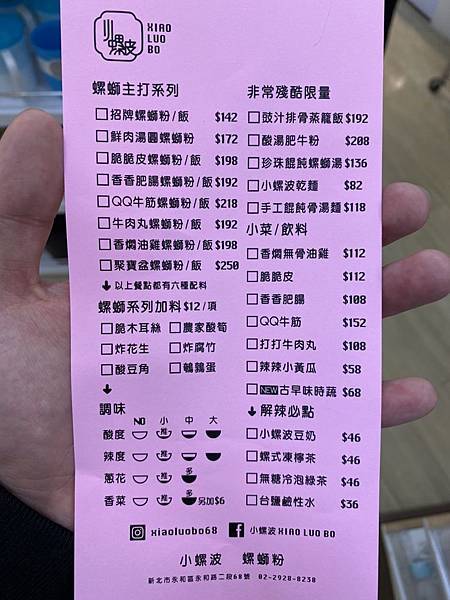 小螺波
XIAO
LUO
BO
螺螄主打系列
招牌螺螄粉/飯 $142
鮮肉湯圓螺螄粉 $172
脆脆皮螺螄粉/飯 $198
香香肥腸螺螄粉/飯 $192
QQ牛筋螺螄粉/飯 $218
牛肉丸螺螄粉/飯 $192
香燜油雞螺螄粉/飯 $198
聚寶盆螺螄粉/飯 $250
以上餐點都有六種配料
螺螄系列加料 $12/項
脆木耳絲 農家酸筍
炸花生 炸腐竹
酸豆角 鵪鶉蛋
調味
NO 小 中 大
酸度 推
辣度 推
蔥花 推 多
香菜 推 多 另加$6
非常殘酷限量
豉汁排骨蒸籠飯 $192
酸湯肥牛粉 $208
珍珠餛飩螺螄湯 $136
小螺波乾麵 $82
手工餛飩骨湯麵 $118
小菜/飲料
香燜無骨油雞 $112
脆脆皮 $112
香香肥腸 $108
QQ牛筋 $152
打打牛肉丸 $108
辣辣小黃瓜 $58
NEW古早味時蔬 $68
解辣必點
小螺波豆奶 $46
螺式凍檸茶 $46
無糖冷泡綠茶 $46
台鹽鹼性水 $36
xiaoluobo68 小螺波 XIAO LUO BO
小螺波 螺螄粉
新北市永和區永和路二段68號 02-2928-8238